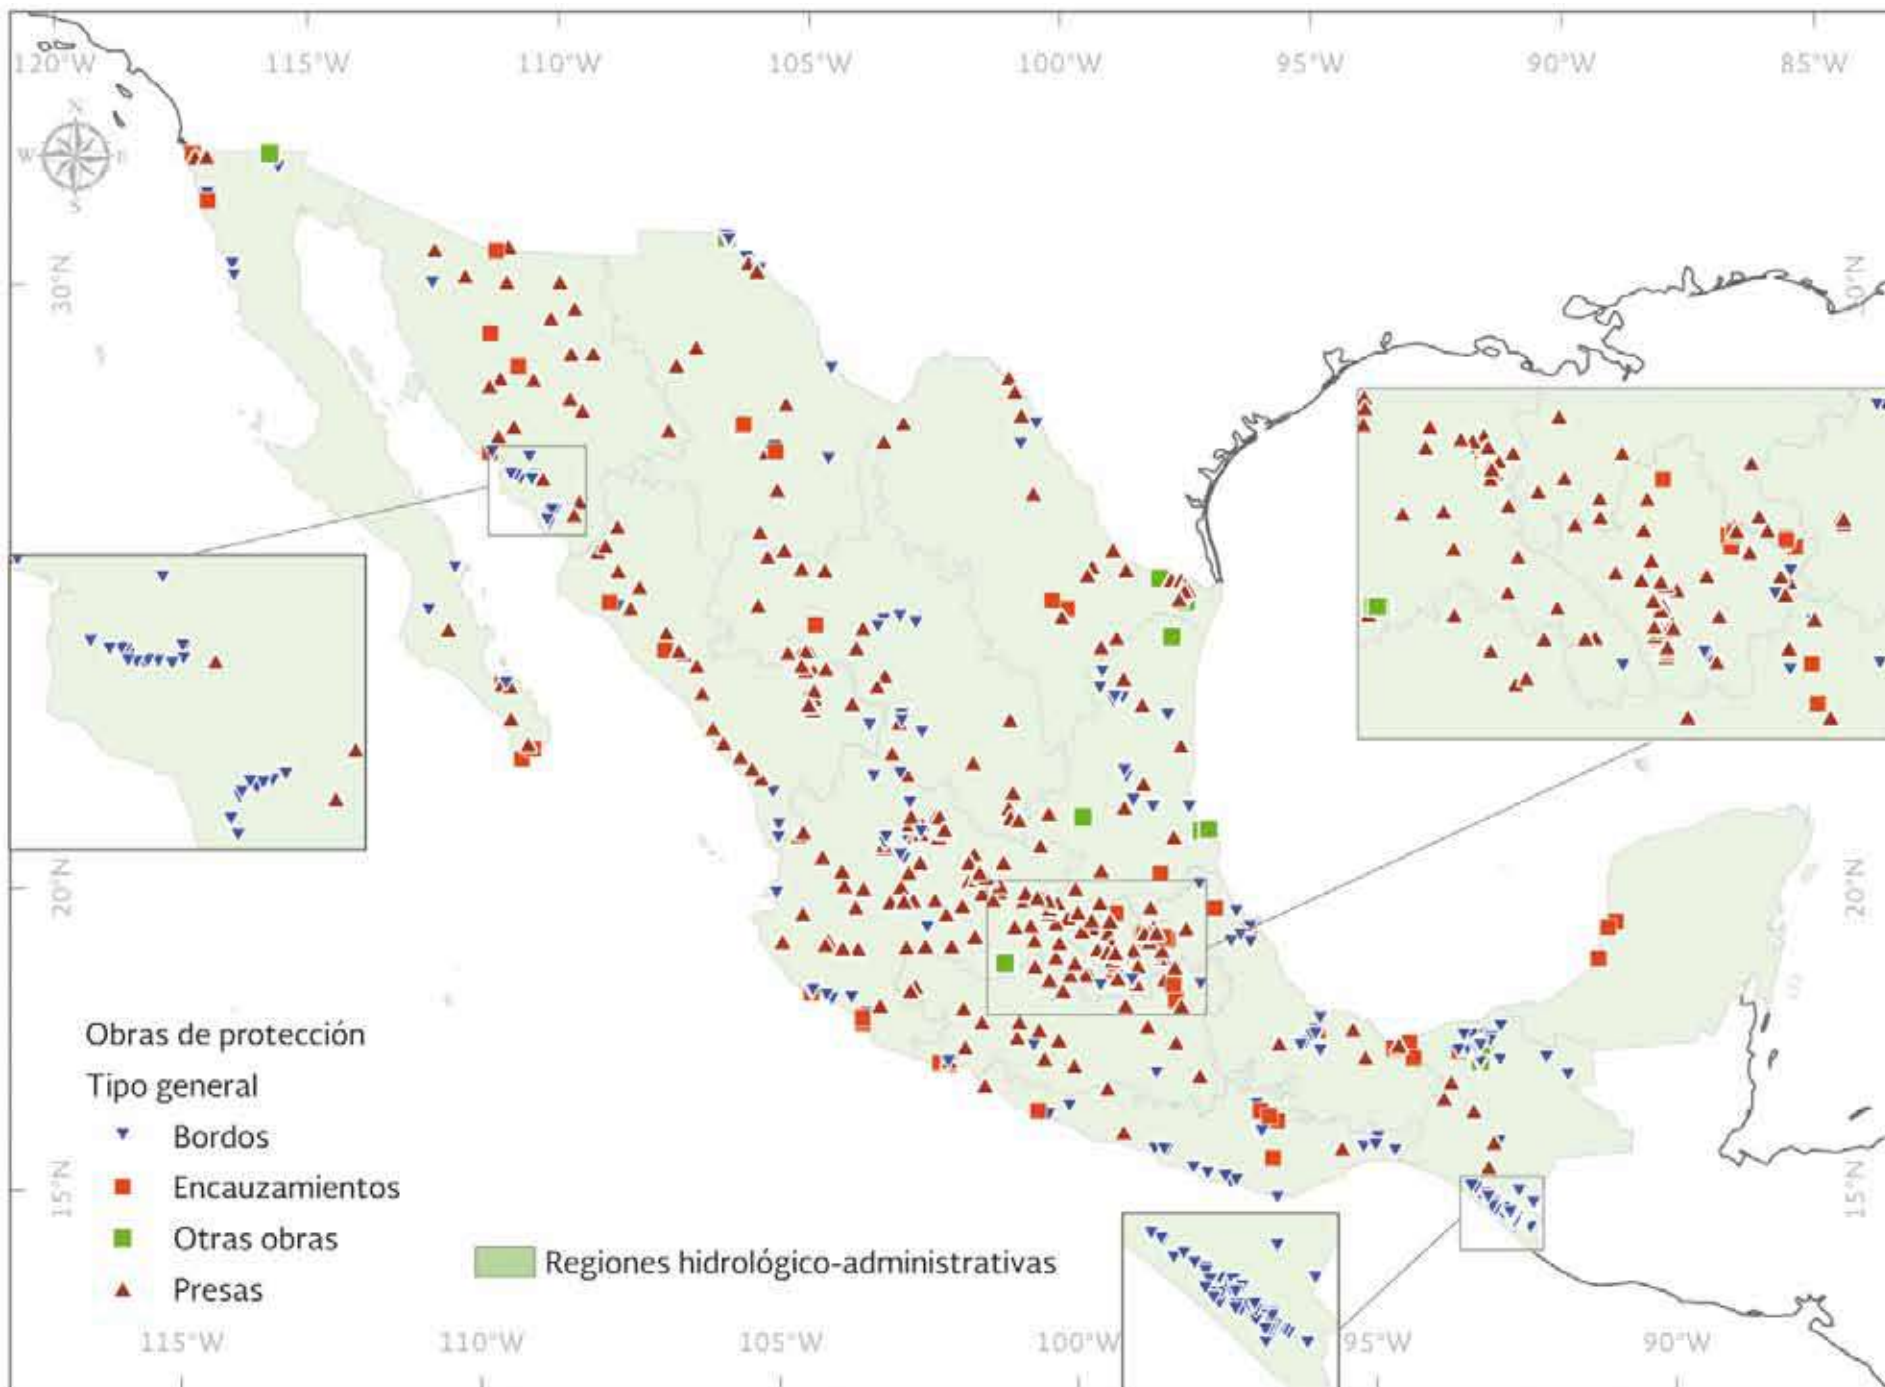 120°W 115°W 110°W 105°W 100°W 95°W 90°W 85°W
N
W E
S
30°N
20°N
15°N
20°N
15°N
Obras de protección
Tipo general
Bordos
Encauzamientos
Otras obras
Presas
Regiones hidrológico-administrativas
115°W 110°W 105°W 100°W 95°W 90°W